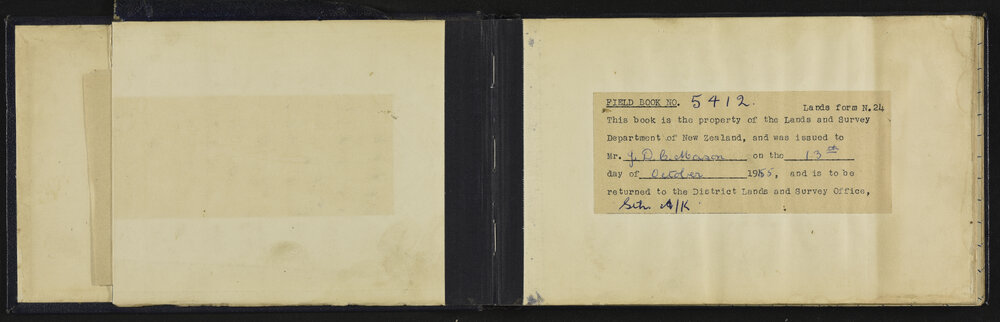 FIELD BOOK NO. 5412.
Lands form N.24
This book is the property of the Lands and Survey
Department of New Zealand, and was issued to
Mr. J. D. C. Mason on the 13th
day of October 1955, and is to be
returned to the District Lands and Survey Office,
A/K